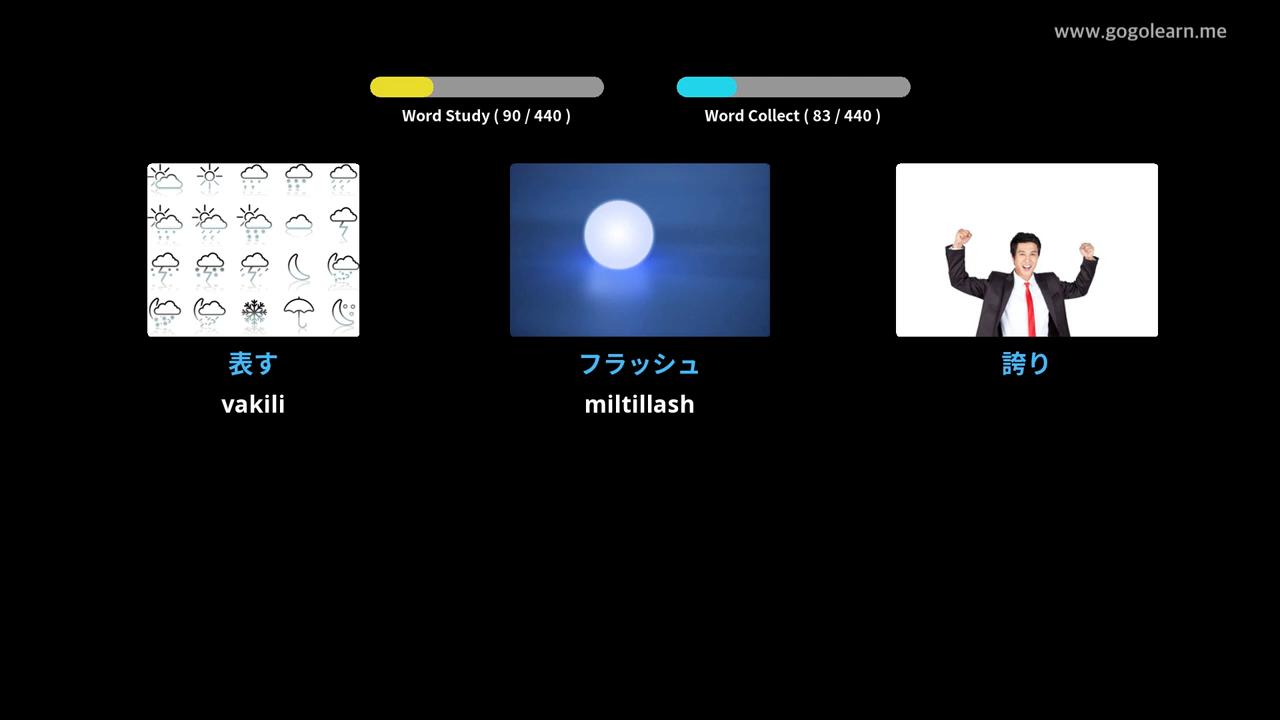 www.gogolearn.me
Word Study ( 90 / 440 )
Word Collect ( 83 / 440 )
表す
フラッシュ
誇り
vakili
miltillash